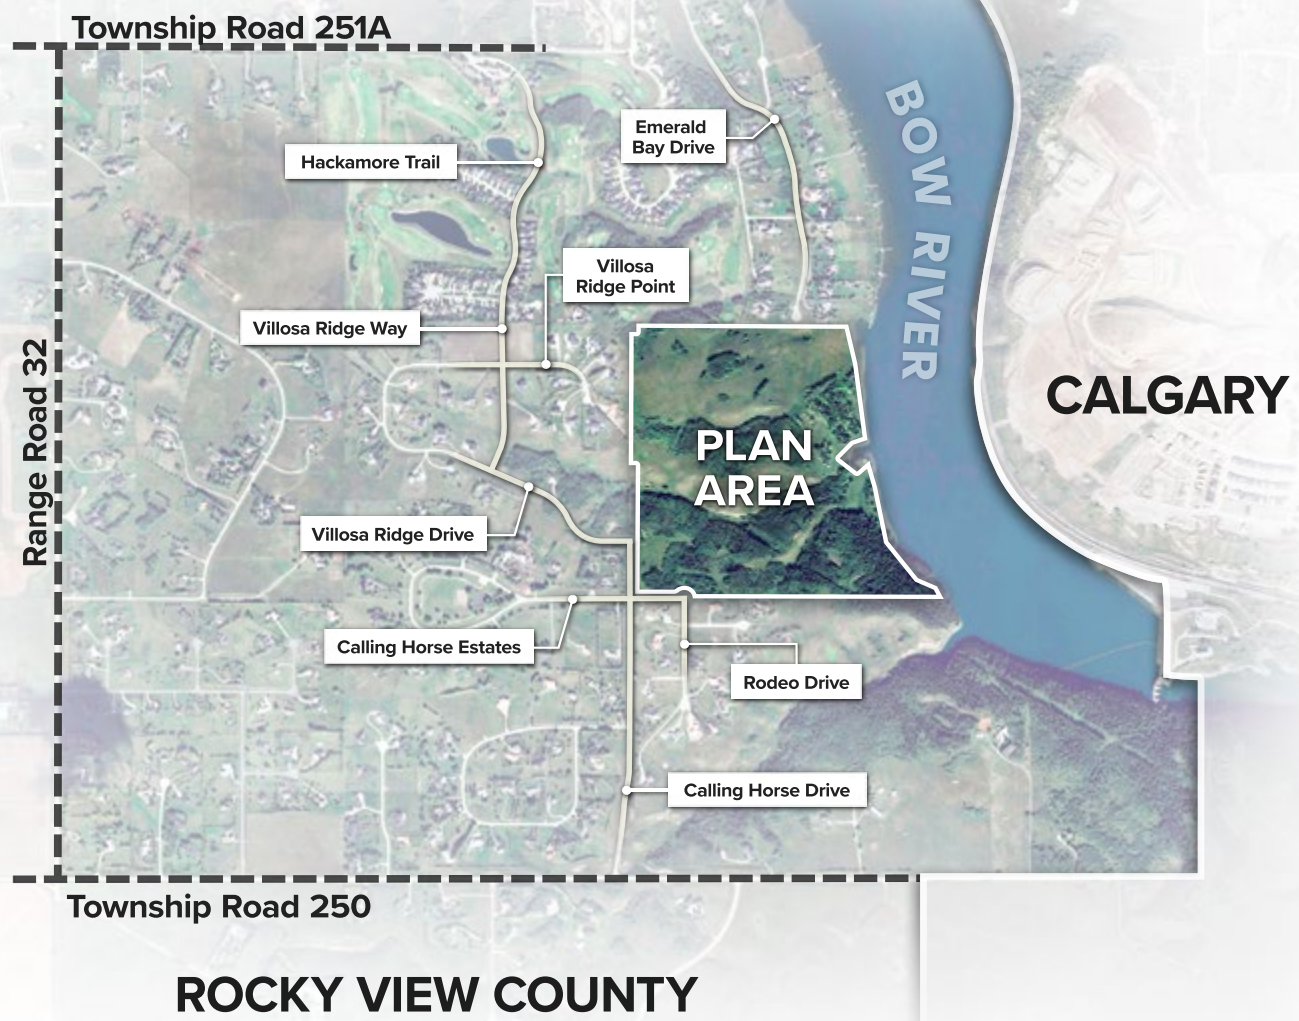 Township Road 251A
Emerald
Bay Drive
Hackamore Trail
BOW RIVER
Villosa
Ridge Point
Villosa Ridge Way
Range Road 32
CALGARY
PLAN
AREA
Villosa Ridge Drive
Calling Horse Estates
Rodeo Drive
Calling Horse Drive
Township Road 250
ROCKY VIEW COUNTY